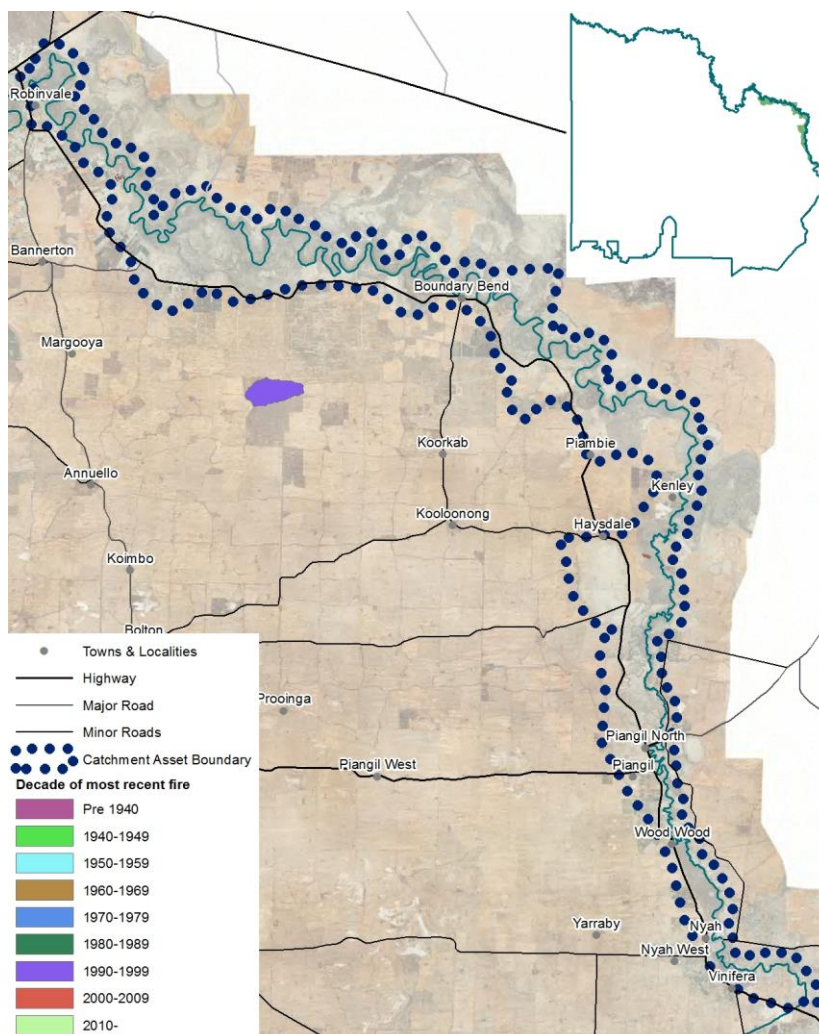 Robinvale
Bannerton
Boundary Bend
Margooya
Koorkab
Piambie
Annuello
Kenley
Kooloonong
Haysdale
Koimbo
Bolton
Prooinga
Piangil North
Piangil West
Piangil
Wood Wood
Yarraby
Nyah
Nyah West
Vinifera
Towns & Localities
Highway
Major Road
Minor Roads
Catchment Asset Boundary
Decade of most recent fire
Pre 1940
1940-1949
1950-1959
1960-1969
1970-1979
1980-1989
1990-1999
2000-2009
2010-